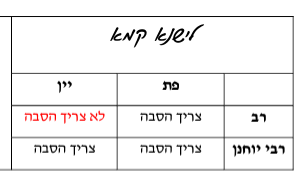 לישנא קמא
פת יין
רב צריך הסבה לא צריך הסבה
רבי יוחנן צריך הסבה צריך הסבה